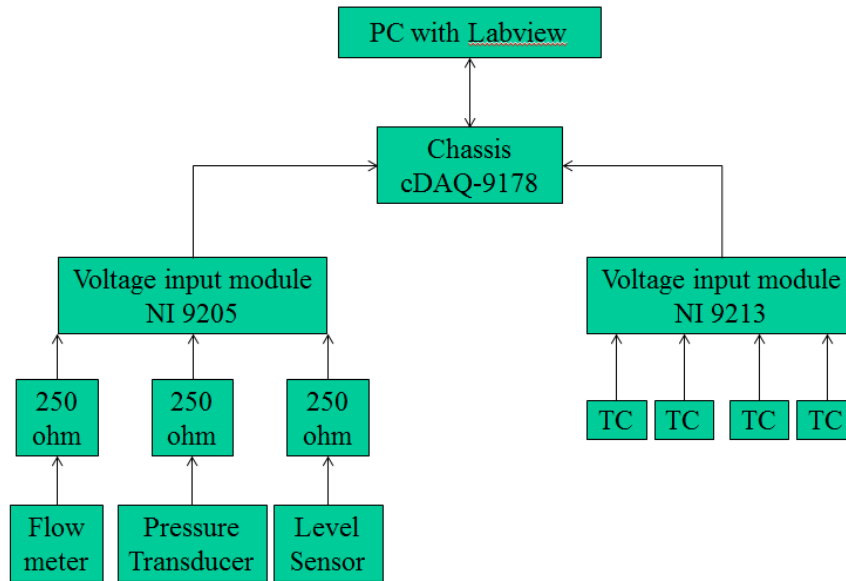 PC with Labview
Chassis
cDAQ-9178
Voltage input module
NI 9205
Voltage input module
NI 9213
250
ohm
250
ohm
250
ohm
TC
TC
TC
TC
Flow
meter
Pressure
Transducer
Level
Sensor